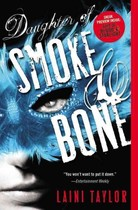 Daughter of
SMOKE &
BONE
"You won't want to put it down."
—Entertainment Weekly
LAINI TAYLOR